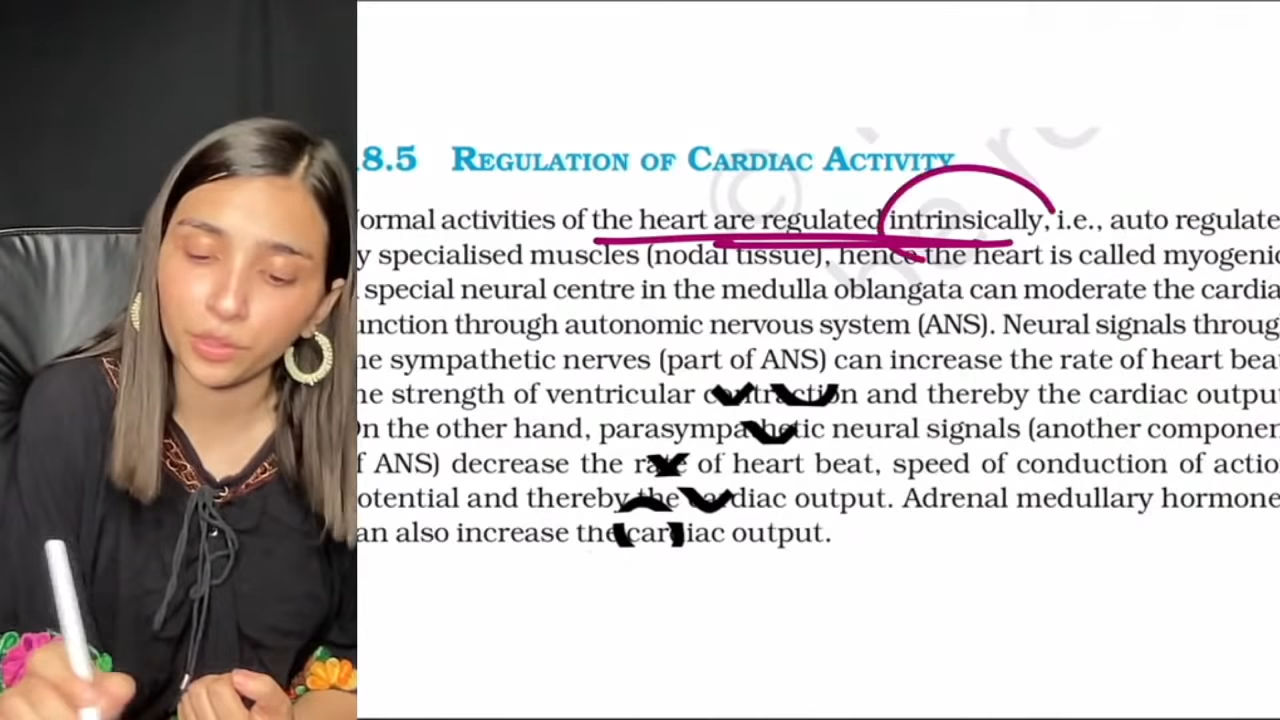 .8.5 REGULATION OF CARDIAC ACTIVITY
ormal activities of the heart are regulated intrinsically, i.e., auto regulate
y specialised muscles (nodal tissue), hence the heart is called myogenic
special neural centre in the medulla oblangata can moderate the cardia
unction through autonomic nervous system (ANS). Neural signals throug
he sympathetic nerves (part of ANS) can increase the rate of heart beat
he strength of ventricular contraction and thereby the cardiac output
n the other hand, parasympathetic neural signals (another componen
f ANS) decrease the rate of heart beat, speed of conduction of actio
otential and thereby the cardiac output. Adrenal medullary hormone
an also increase the cardiac output.